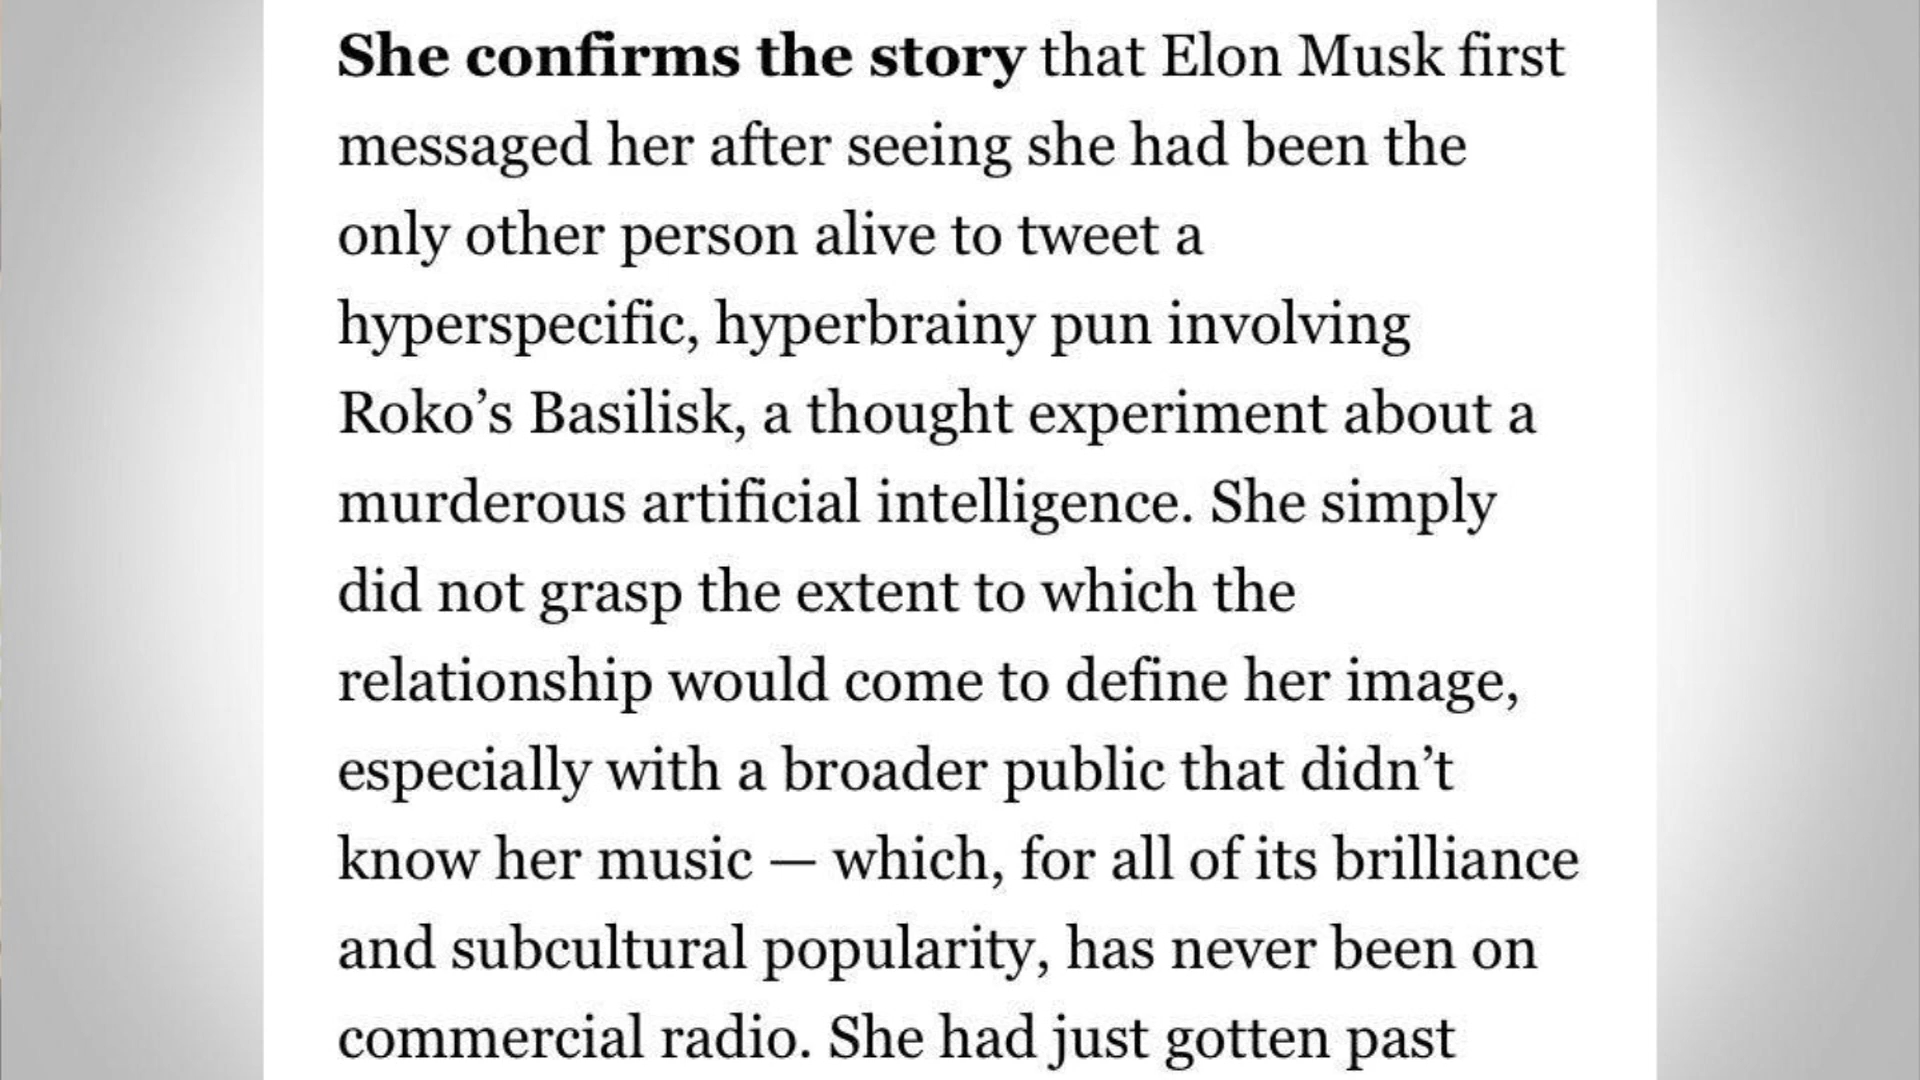 She confirms the story that Elon Musk first
messaged her after seeing she had been the
only other person alive to tweet a
hyperspecific, hyperbrainy pun involving
Roko’s Basilisk, a thought experiment about a
murderous artificial intelligence. She simply
did not grasp the extent to which the
relationship would come to define her image,
especially with a broader public that didn’t
know her music — which, for all of its brilliance
and subcultural popularity, has never been on
commercial radio. She had just gotten past